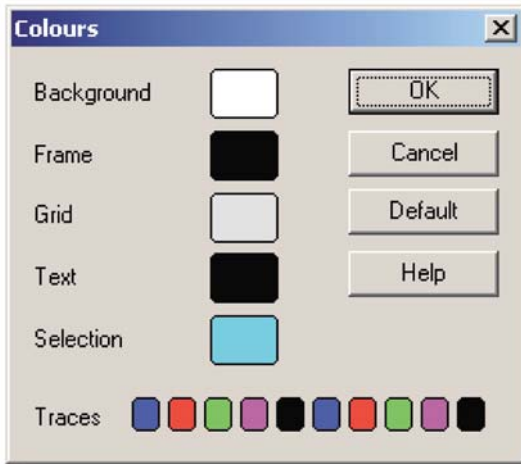 Colours
Background
OK
Frame
Cancel
Grid
Default
Text
Help
Selection
Traces